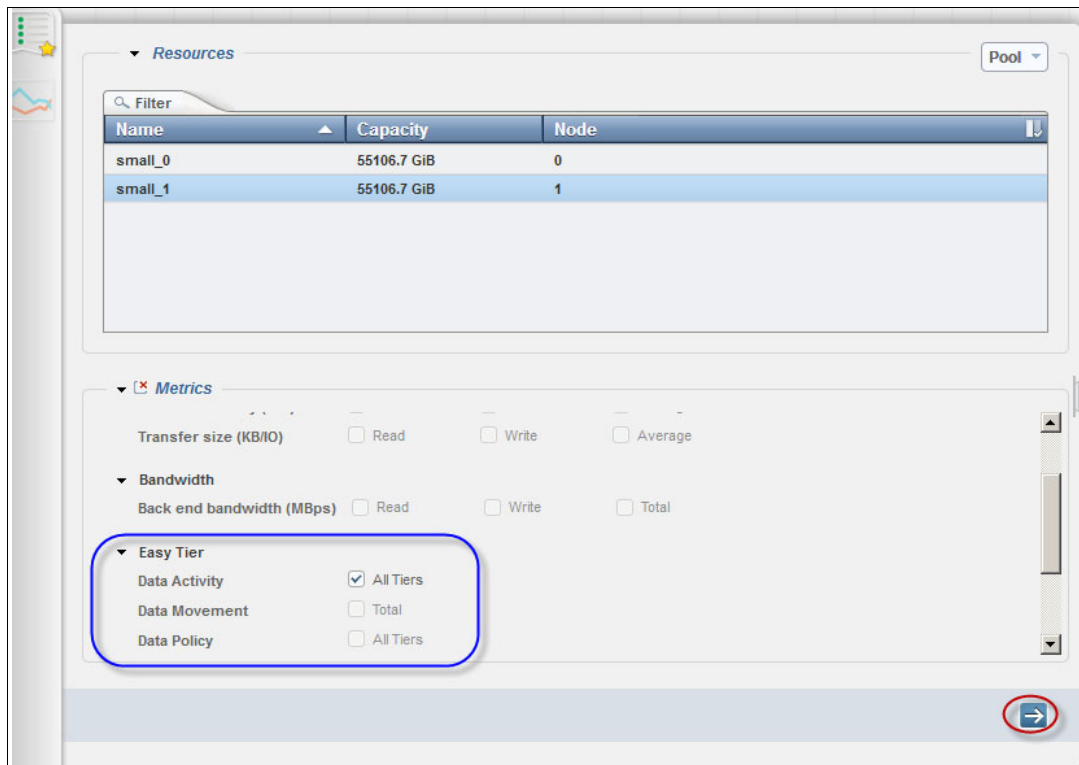 Resources
Pool
Filter
Name Capacity Node
small_0 55106.7 GiB 0
small_1 55106.7 GiB 1
Metrics
Transfer size (KB/IO) Read Write Average
Bandwidth
Back end bandwidth (MBps) Read Write Total
Easy Tier
Data Activity All Tiers
Data Movement Total
Data Policy All Tiers